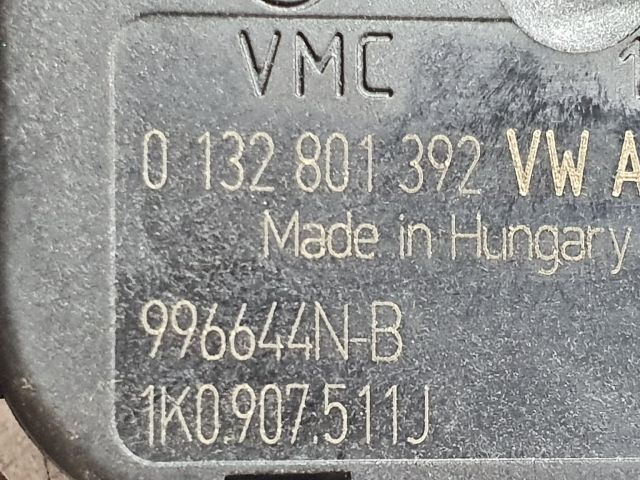 VMC
0 132 801 392 VW A
Made in Hungary
996644N-B
1K0.907.511J